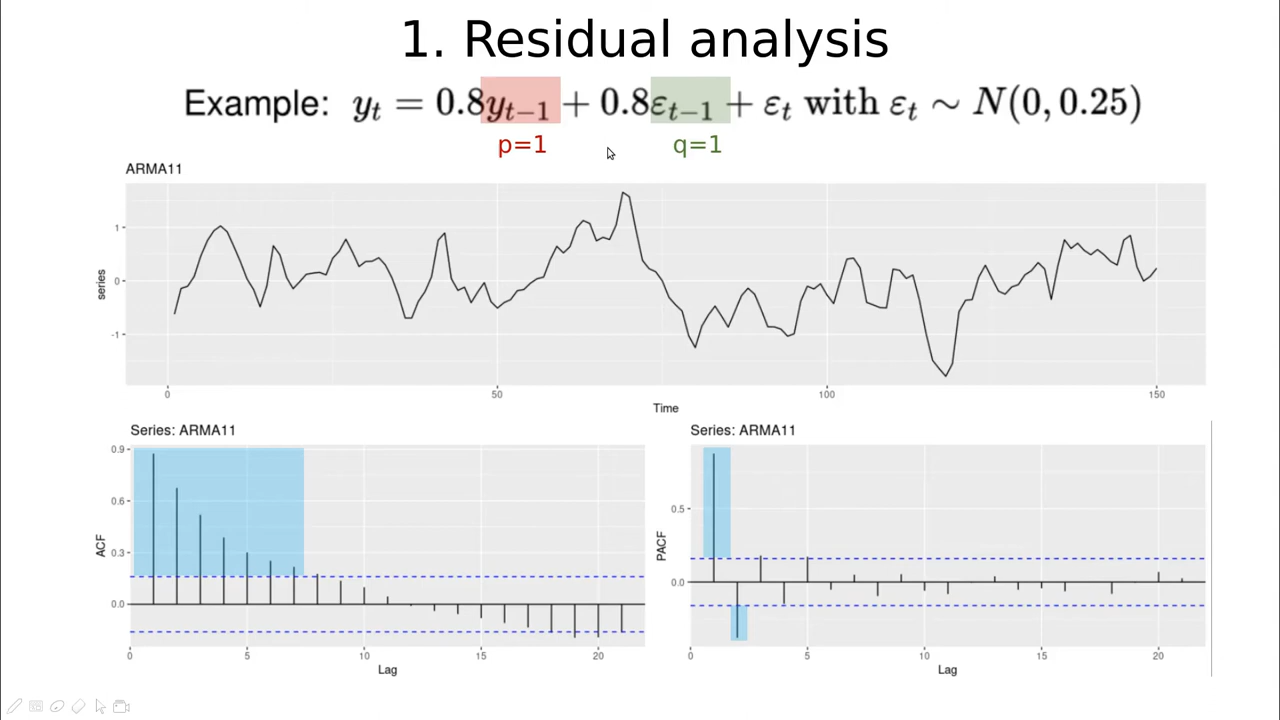 1. Residual analysis
Example: yₜ = 0.8yₜ₋₁ + 0.8εₜ₋₁ + εₜ with εₜ ∼ N(0, 0.25)
p=1 q=1
ARMA11
series
1
0
-1
0 50 100 150
Time
Series: ARMA11
ACF
0.9
0.6
0.3
0.0
0 5 10 15 20
Lag
Series: ARMA11
PACF
0.5
0.0
0 5 10 15 20
Lag